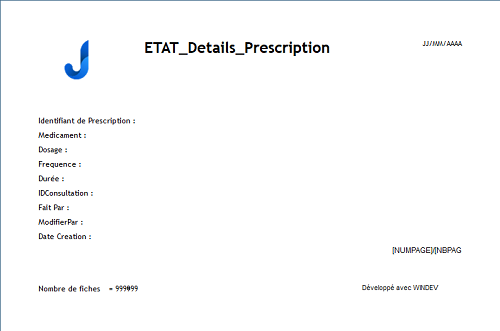 ETAT_Details_Prescription
JJ/MM/AAAA
Identifiant de Prescription :
Medicament :
Dosage :
Frequence :
Durée :
IDConsultation :
Fait Par :
ModifierPar :
Date Creation :
[NUMPAGE]/[NBPAG
Nombre de fiches = 999099
Développé avec WINDEV